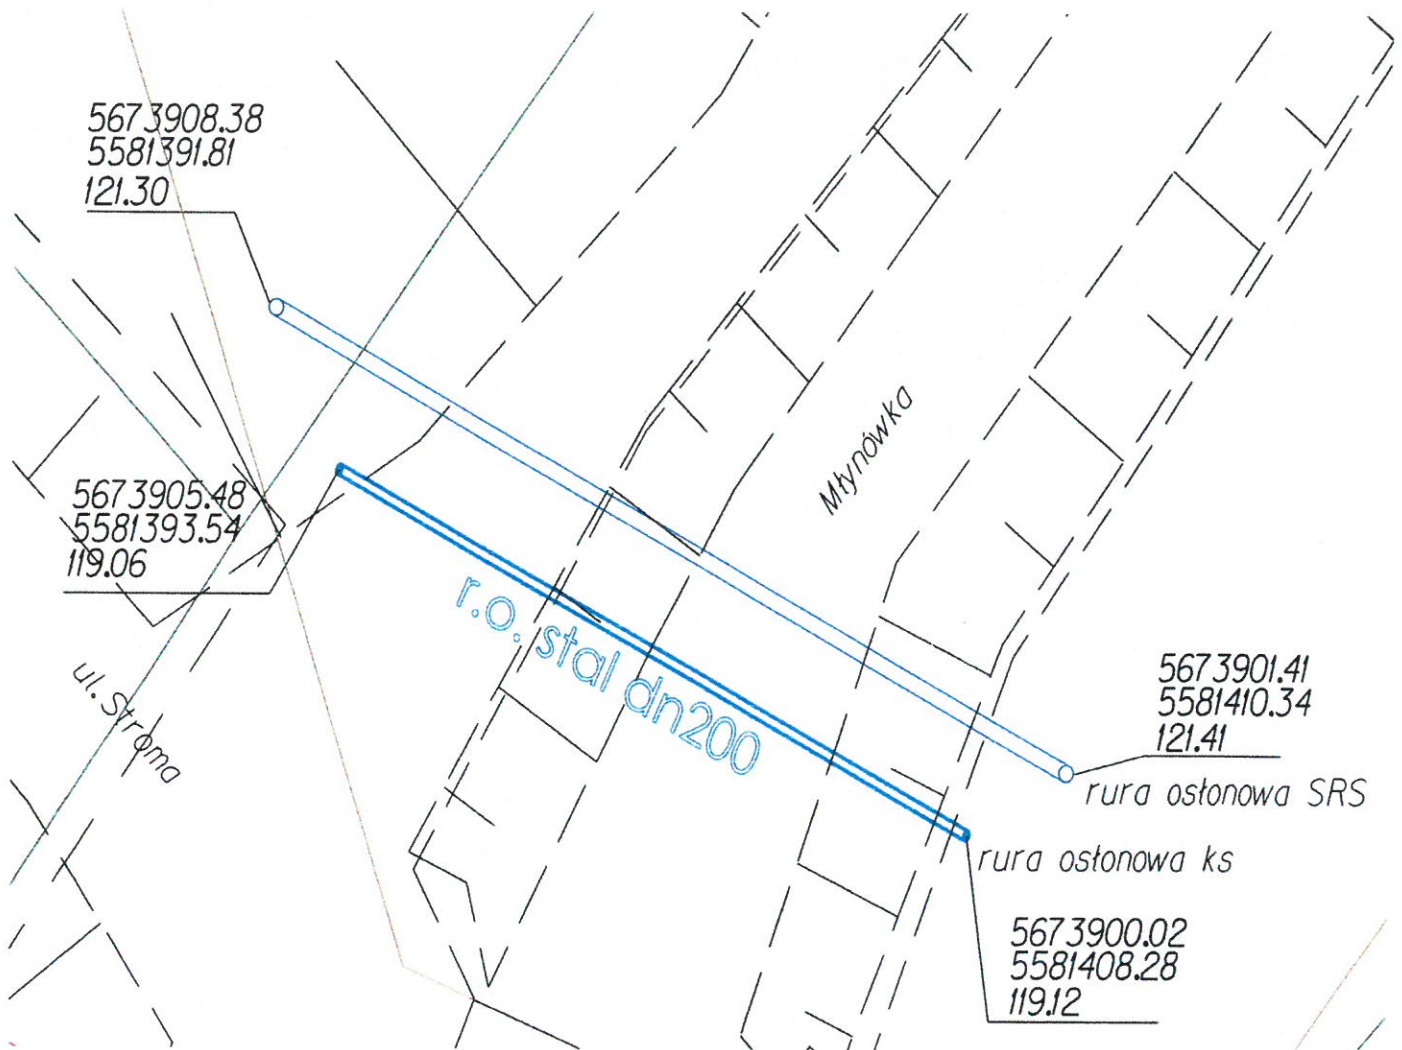 5673908.38
5581391.81
121.30
Młynówka
5673905.48
5581393.54
119.06
r.o. stal dn200
ul. Stroma
5673901.41
5581410.34
121.41
rura osłonowa SRS
rura osłonowa ks
5673900.02
5581408.28
119.12